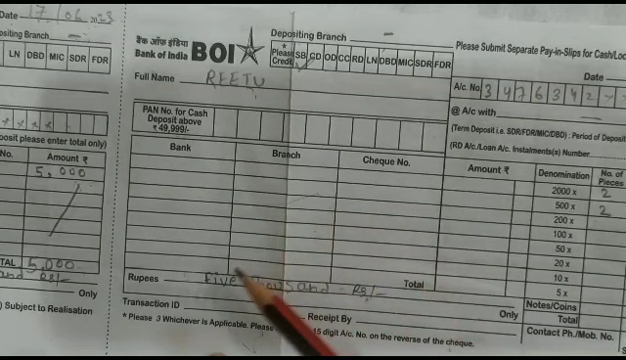 Date 17/06 2023
siting Branch —
LN DBD MIC SDR FDR
posit please enter total only)
No. Amount ₹
5,000
TAL 5,000
and RS/-
Only
) Subject to Realisation
बैंक ऑफ इंडिया
Bank of India BOI
Depositing Branch —
* Please Credit SB CD OD CC RD LN DBD MIC SDR FDR
Full Name REETU
PAN No. for Cash Deposit above ₹ 49,999/-
Bank Branch Cheque No. Amount ₹
Total
Rupees Five Thousand RS/-
Only
Transaction ID Receipt By
* Please 3 Whichever is Applicable. Please 15 digit A/c. No. on the reverse of the cheque.
Please Submit Separate Pay-in-Slips for Cash/Loc
Date
A/c. No 3 4 7 6 3 4 2 - -
@ A/c with
(Term Deposit i.e. SDR/FDR/MIC/DBD) : Period of Deposit
(RD A/c./Loan A/c. Instalments(s) Number
Denomination No. of Pieces
2000 x 2
500 x 2
200 x
100 x
50 x
20 x
10 x
5 x
Notes/Coins
Total
Contact Ph./Mob. No.